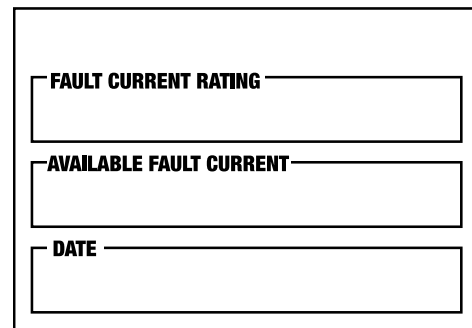 FAULT CURRENT RATING
AVAILABLE FAULT CURRENT
DATE